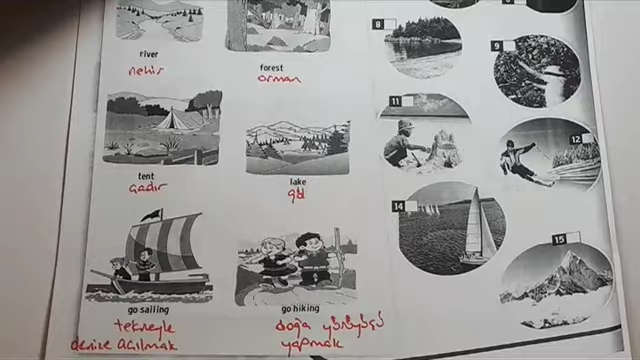 river
nehir
forest
orman
tent
çadır
lake
göl
go sailing
tekneyle
denize açılmak
go hiking
doğa yürüyüşü
yapmak
8
9
11
12
14
15